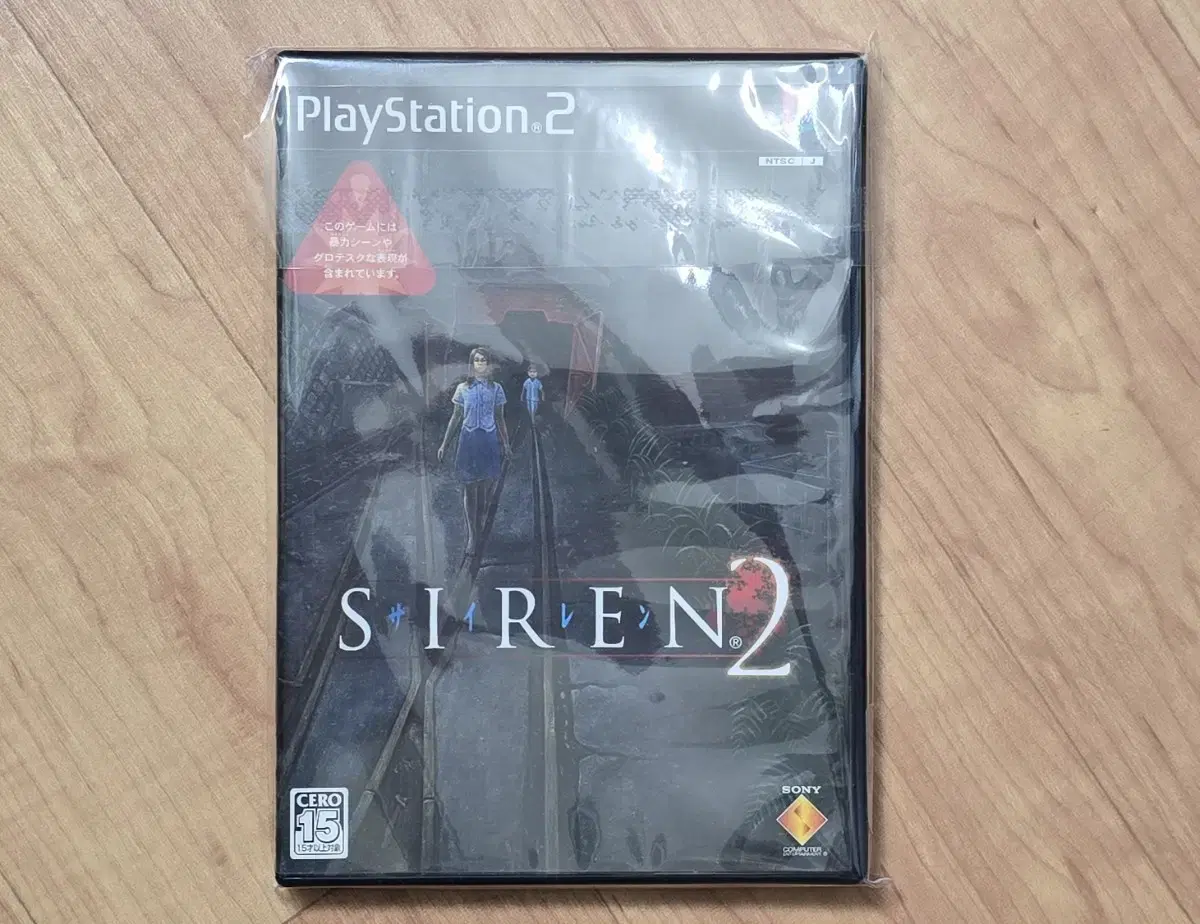 PlayStation®2
NTSC J
このゲームには
暴力シーンや
グロテスクな表現が
含まれています。
SIREN®2
サイレン
CERO
15
15才以上対象
SONY
COMPUTER
ENTERTAINMENT®